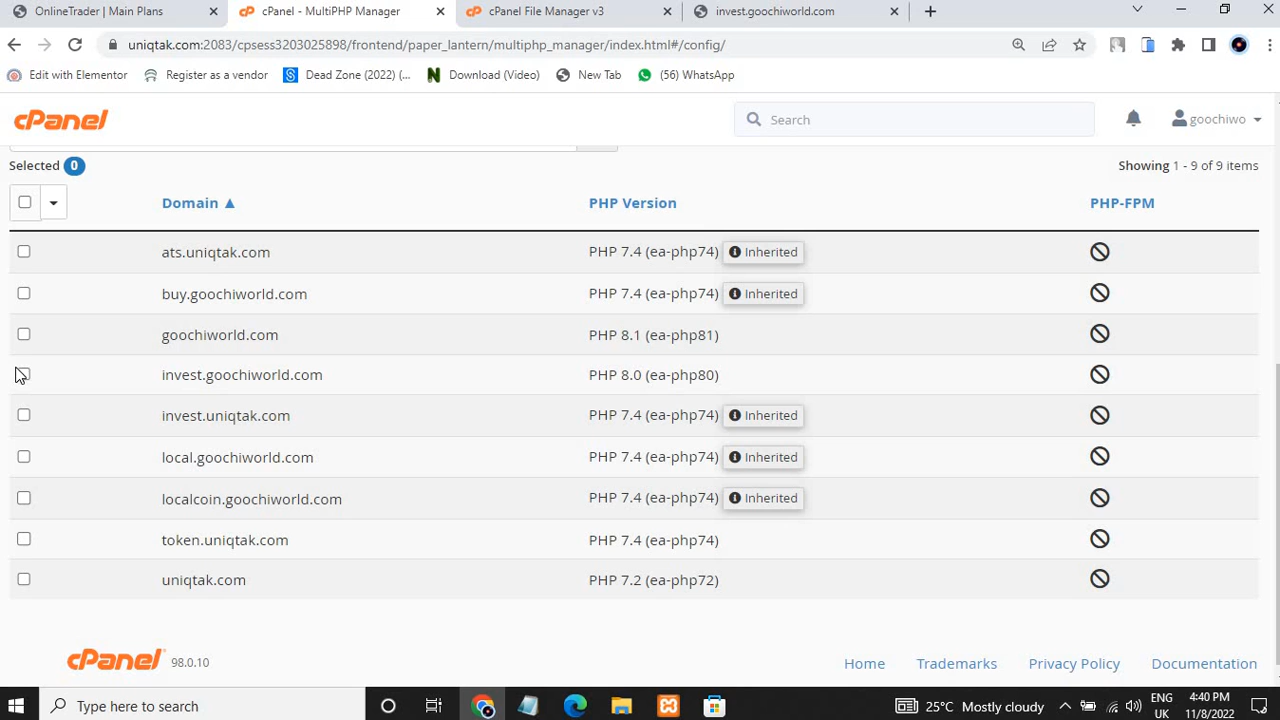 OnlineTrader | Main Plans
cPanel - MultiPHP Manager
cPanel File Manager v3
invest.goochiworld.com
uniqtak.com:2083/cpsess3203025898/frontend/paper_lantern/multiphp_manager/index.html#/config/
Edit with Elementor
Register as a vendor
Dead Zone (2022) (...
Download (Video)
New Tab
(56) WhatsApp
cPanel
Search
goochiwo
Selected 0
Showing 1 - 9 of 9 items
Domain ▲ PHP Version PHP-FPM
ats.uniqtak.com PHP 7.4 (ea-php74) Inherited
buy.goochiworld.com PHP 7.4 (ea-php74) Inherited
goochiworld.com PHP 8.1 (ea-php81)
invest.goochiworld.com PHP 8.0 (ea-php80)
invest.uniqtak.com PHP 7.4 (ea-php74) Inherited
local.goochiworld.com PHP 7.4 (ea-php74) Inherited
localcoin.goochiworld.com PHP 7.4 (ea-php74) Inherited
token.uniqtak.com PHP 7.4 (ea-php74)
uniqtak.com PHP 7.2 (ea-php72)
cPanel 98.0.10
Home
Trademarks
Privacy Policy
Documentation
Type here to search
25°C Mostly cloudy
ENG
UK
4:40 PM
11/8/2022